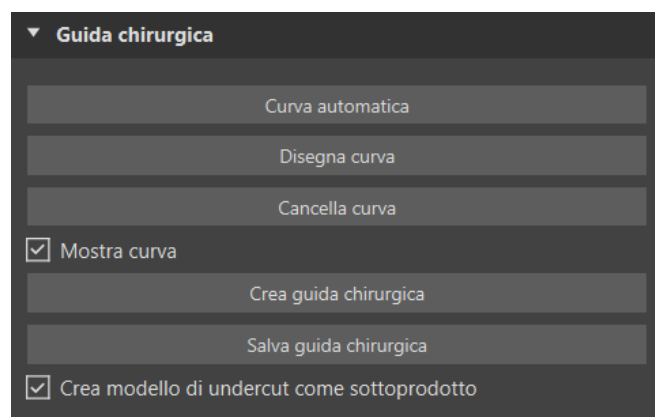 Guida chirurgica
Curva automatica
Disegna curva
Cancella curva
Mostra curva
Crea guida chirurgica
Salva guida chirurgica
Crea modello di undercut come sottoprodotto